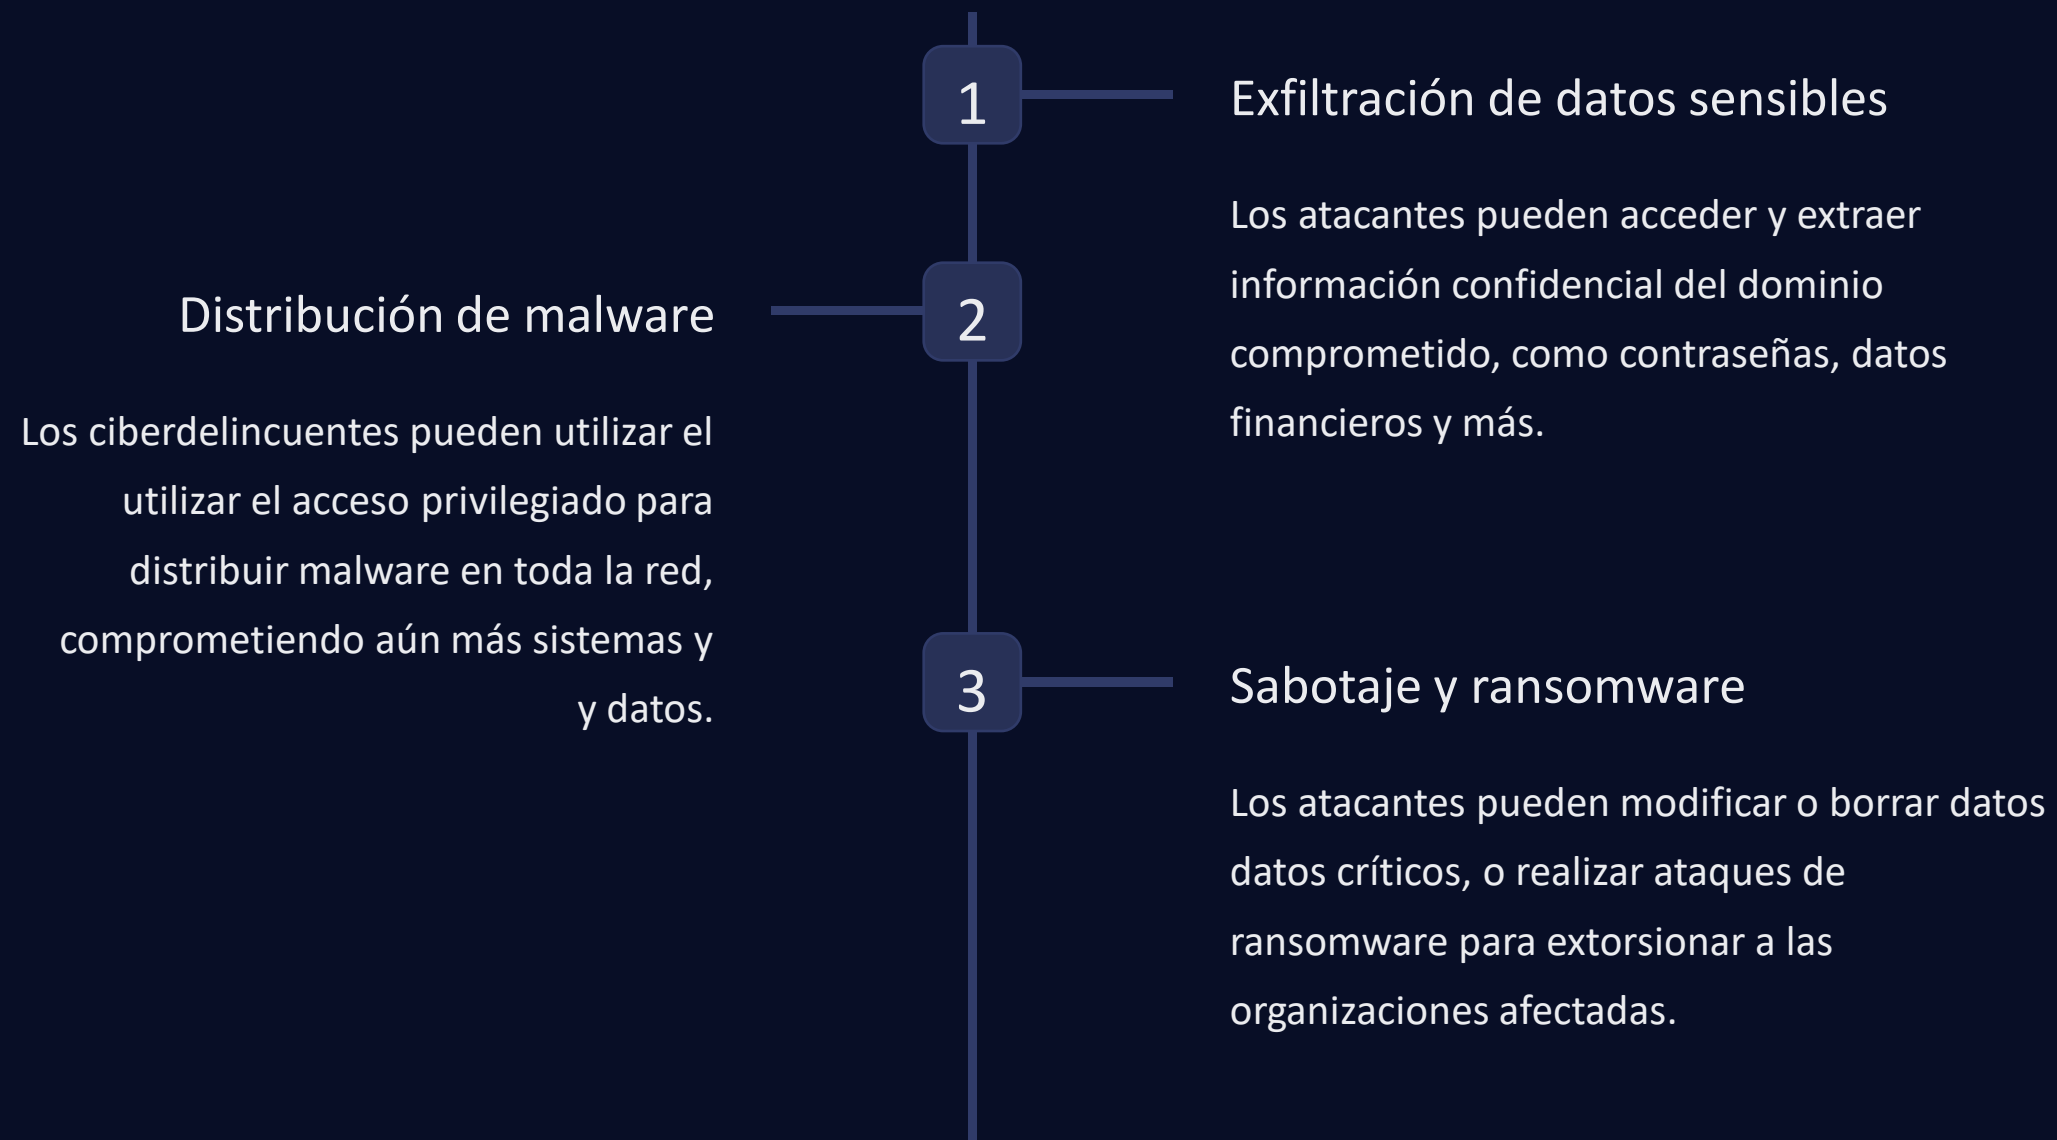 1
Exfiltración de datos sensibles
Los atacantes pueden acceder y extraer
información confidencial del dominio
comprometido, como contraseñas, datos
financieros y más.
2
Distribución de malware
Los ciberdelincuentes pueden utilizar el
utilizar el acceso privilegiado para
distribuir malware en toda la red,
comprometiendo aún más sistemas y
y datos.
3
Sabotaje y ransomware
Los atacantes pueden modificar o borrar datos
datos críticos, o realizar ataques de
ransomware para extorsionar a las
organizaciones afectadas.